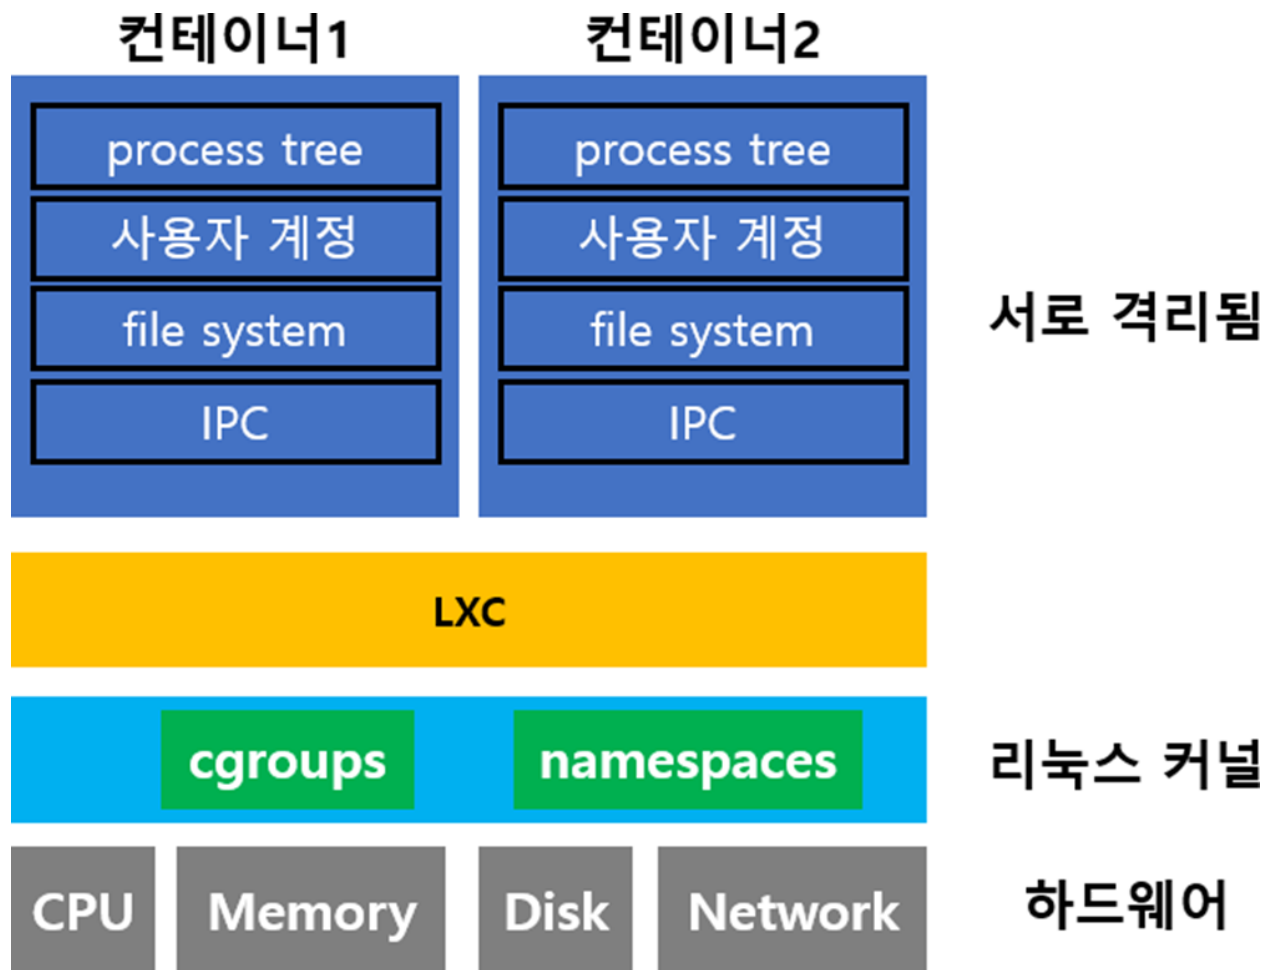 컨테이너1
컨테이너2
process tree
사용자 계정
file system
IPC
process tree
사용자 계정
file system
IPC
서로 격리됨
LXC
cgroups
namespaces
리눅스 커널
CPU
Memory
Disk
Network
하드웨어